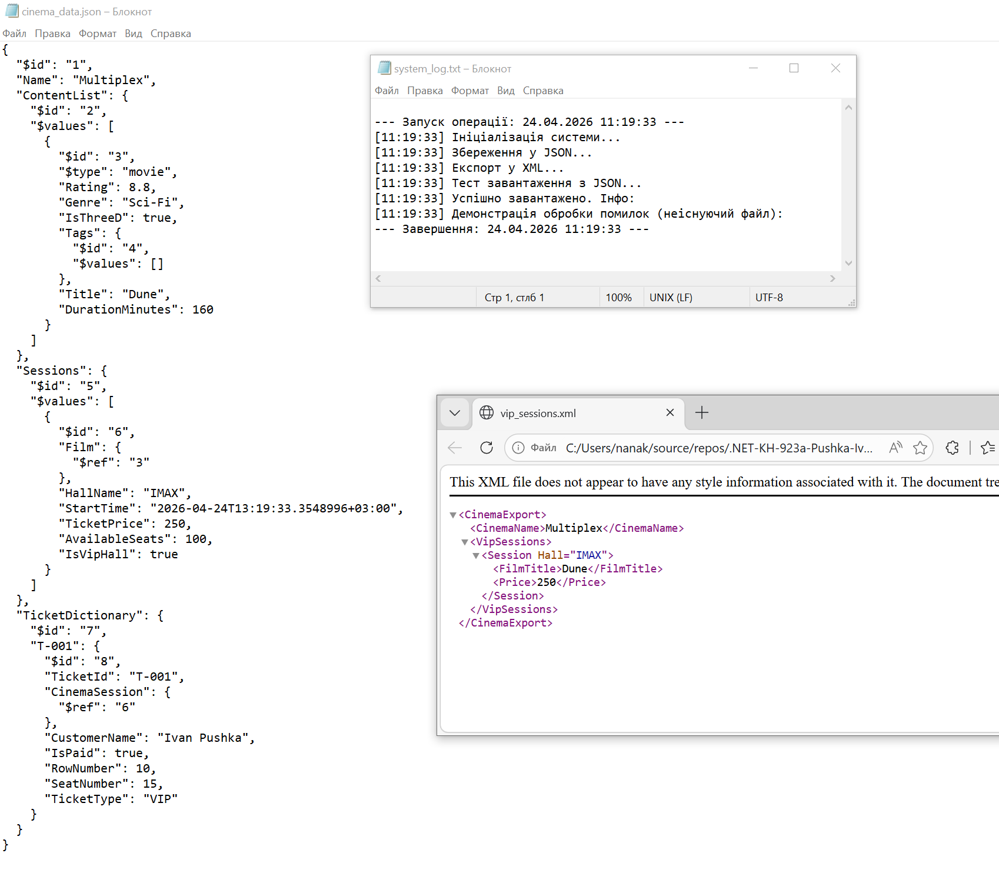 cinema_data.json – Блокнот
Файл Правка Формат Вид Справка
{
  "$id": "1",
  "Name": "Multiplex",
  "ContentList": {
    "$id": "2",
    "$values": [
      {
        "$id": "3",
        "$type": "movie",
        "Rating": 8.8,
        "Genre": "Sci-Fi",
        "IsThreeD": true,
        "Tags": {
          "$id": "4",
          "$values": []
        },
        "Title": "Dune",
        "DurationMinutes": 160
      }
    ]
  },
  "Sessions": {
    "$id": "5",
    "$values": [
      {
        "$id": "6",
        "Film": {
          "$ref": "3"
        },
        "HallName": "IMAX",
        "StartTime": "2026-04-24T13:19:33.3548996+03:00",
        "TicketPrice": 250,
        "AvailableSeats": 100,
        "IsVipHall": true
      }
    ]
  },
  "TicketDictionary": {
    "$id": "7",
    "T-001": {
      "$id": "8",
      "TicketId": "T-001",
      "CinemaSession": {
        "$ref": "6"
      },
      "CustomerName": "Ivan Pushka",
      "IsPaid": true,
      "RowNumber": 10,
      "SeatNumber": 15,
      "TicketType": "VIP"
    }
  }
}
system_log.txt – Блокнот
Файл Правка Формат Вид Справка
--- Запуск операції: 24.04.2026 11:19:33 ---
[11:19:33] Ініціалізація системи...
[11:19:33] Збереження у JSON...
[11:19:33] Експорт у XML...
[11:19:33] Тест завантаження з JSON...
[11:19:33] Успішно завантажено. Інфо:
[11:19:33] Демонстрація обробки помилок (неіснуючий файл):
--- Завершення: 24.04.2026 11:19:33 ---
Стр 1, стлб 1 100% UNIX (LF) UTF-8
vip_sessions.xml
Файл C:/Users/nanak/source/repos/.NET-KH-923a-Pushka-Iv...
This XML file does not appear to have any style information associated with it. The document tre
<CinemaExport>
<CinemaName>Multiplex</CinemaName>
<VipSessions>
<Session Hall="IMAX">
<FilmTitle>Dune</FilmTitle>
<Price>250</Price>
</Session>
</VipSessions>
</CinemaExport>